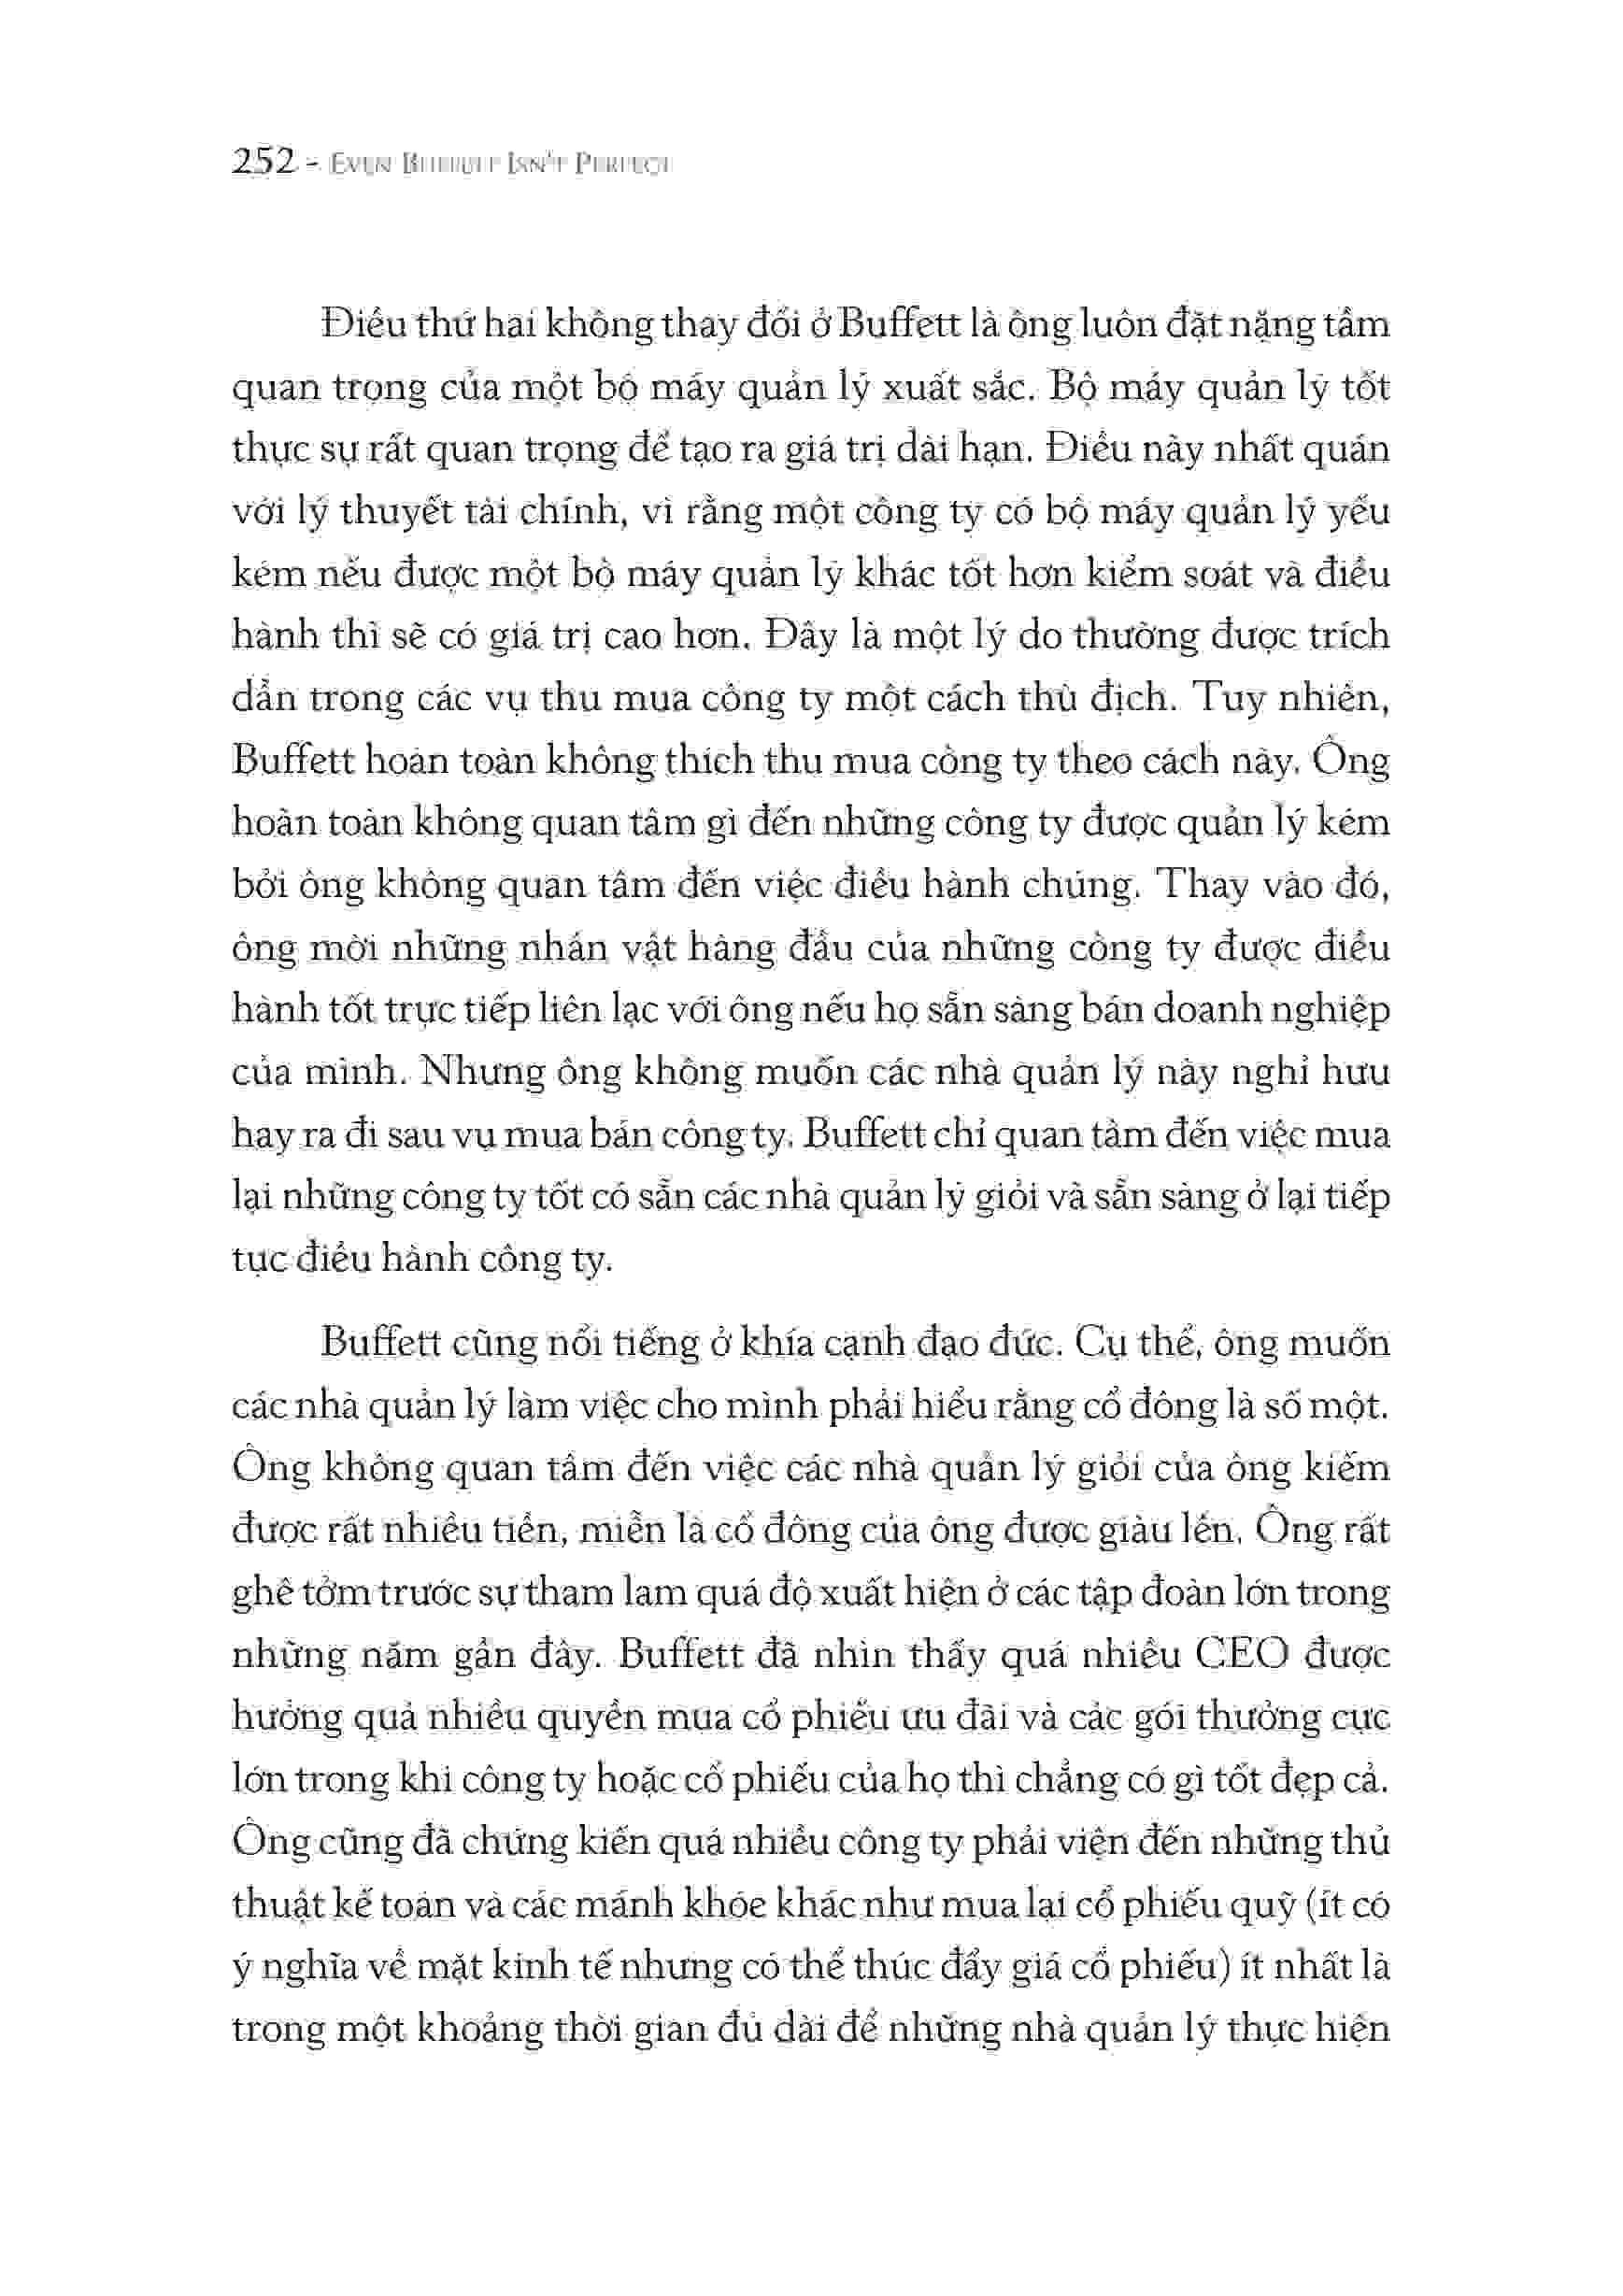 252 - EVEN BUFFETT ISN'T PERFECT
Điều thứ hai không thay đổi ở Buffett là ông luôn đặt nặng tầm
quan trọng của một bộ máy quản lý xuất sắc. Bộ máy quản lý tốt
thực sự rất quan trọng để tạo ra giá trị dài hạn. Điều này nhất quán
với lý thuyết tài chính, vì rằng một công ty có bộ máy quản lý yếu
kém nếu được một bộ máy quản lý khác tốt hơn kiểm soát và điều
hành thì sẽ có giá trị cao hơn. Đây là một lý do thường được trích
dẫn trong các vụ thu mua công ty một cách thù địch. Tuy nhiên,
Buffett hoàn toàn không thích thu mua công ty theo cách này. Ông
hoàn toàn không quan tâm gì đến những công ty được quản lý kém
bởi ông không quan tâm đến việc điều hành chúng. Thay vào đó,
ông mời những nhân vật hàng đầu của những công ty được điều
hành tốt trực tiếp liên lạc với ông nếu họ sẵn sàng bán doanh nghiệp
của mình. Nhưng ông không muốn các nhà quản lý này nghỉ hưu
hay ra đi sau vụ mua bán công ty. Buffett chỉ quan tâm đến việc mua
lại những công ty tốt có sẵn các nhà quản lý giỏi và sẵn sàng ở lại tiếp
tục điều hành công ty.
Buffett cũng nổi tiếng ở khía cạnh đạo đức. Cụ thể, ông muốn
các nhà quản lý làm việc cho mình phải hiểu rằng cổ đông là số một.
Ông không quan tâm đến việc các nhà quản lý giỏi của ông kiếm
được rất nhiều tiền, miễn là cổ đông của ông được giàu lên. Ông rất
ghê tởm trước sự tham lam quá độ xuất hiện ở các tập đoàn lớn trong
những năm gần đây. Buffett đã nhìn thấy quá nhiều CEO được
hưởng quá nhiều quyền mua cổ phiếu ưu đãi và các gói thưởng cực
lớn trong khi công ty hoặc cổ phiếu của họ thì chẳng có gì tốt đẹp cả.
Ông cũng đã chứng kiến quá nhiều công ty phải viện đến những thủ
thuật kế toán và các mánh khóe khác như mua lại cổ phiếu quỹ (ít có
ý nghĩa về mặt kinh tế nhưng có thể thúc đẩy giá cổ phiếu) ít nhất là
trong một khoảng thời gian đủ dài để những nhà quản lý thực hiện